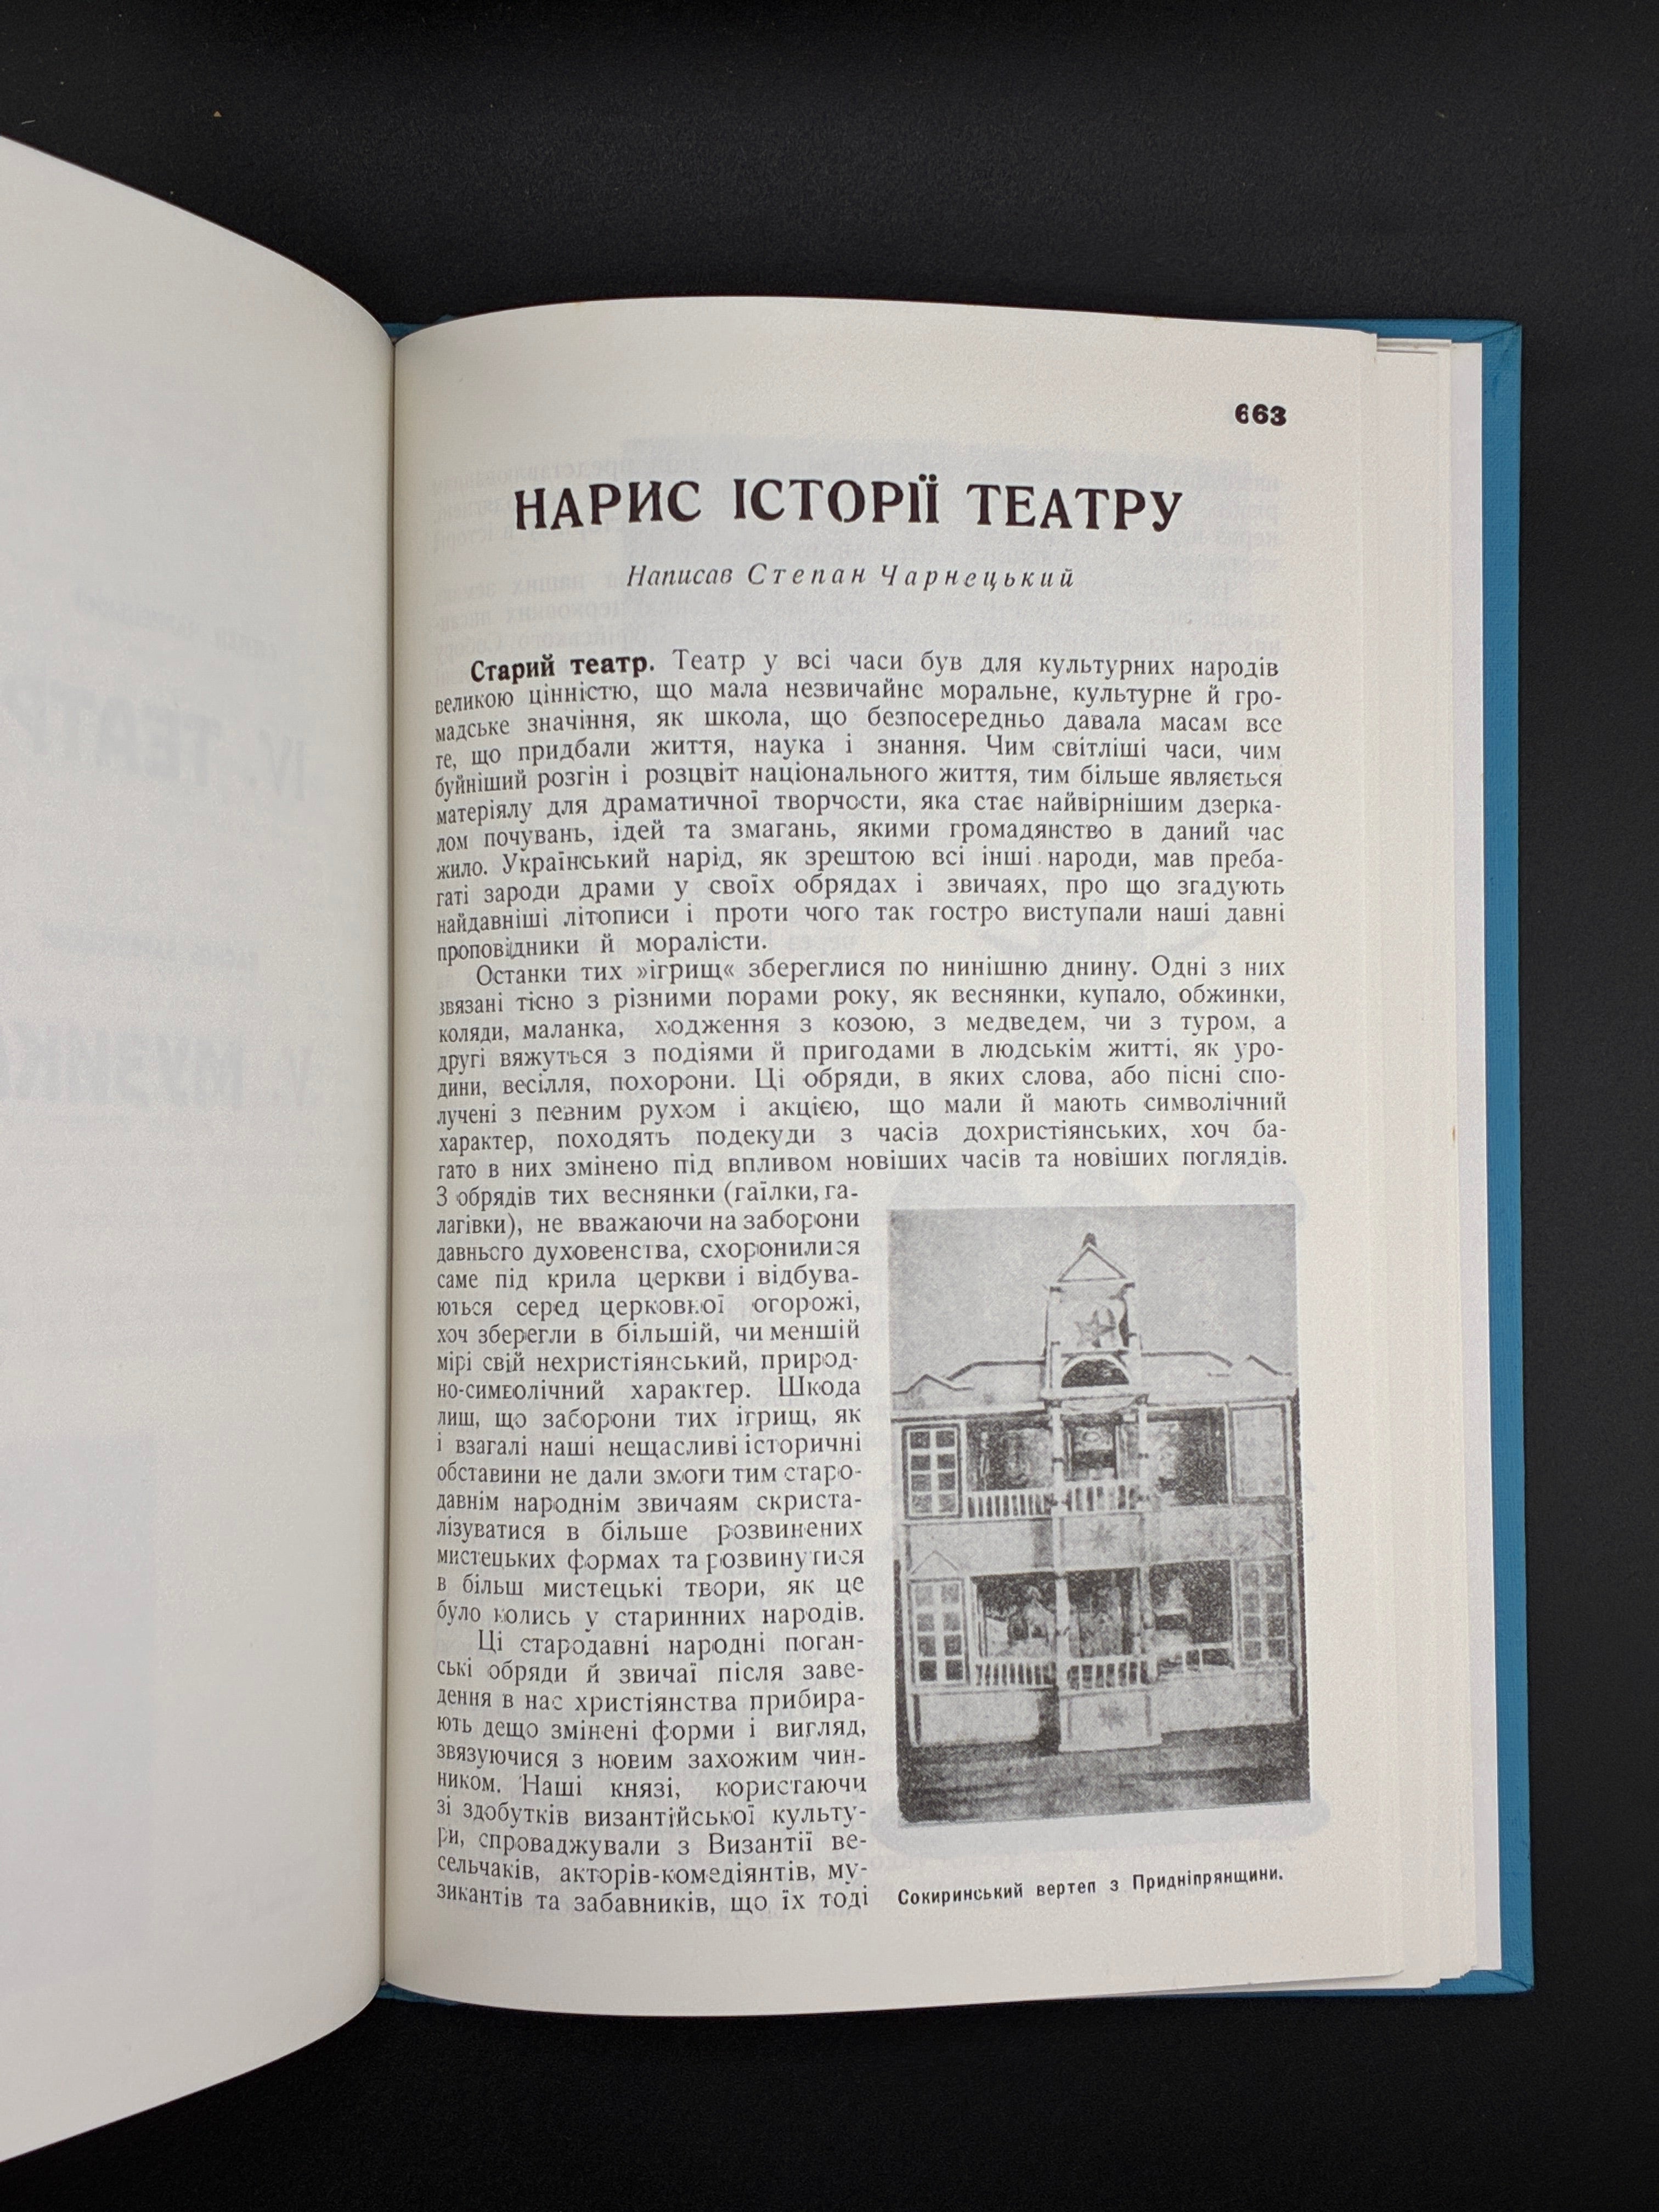 663
НАРИС ІСТОРІЇ ТЕАТРУ
Написав Степан Чарнецький
Старий театр. Театр у всі часи був для культурних народів
великою цінністю, що мала незвичайне моральне, культурне й гро-
мадське значіння, як школа, що безпосередньо давала масам все
те, що придбали життя, наука і знання. Чим світліші часи, чим
буйніший розгін і розцвіт національного життя, тим більше являється
матеріялу для драматичної творчости, яка стає найвірнішим дзерка-
лом почувань, ідей та змагань, якими громадянство в даний час
жило. Український нарід, як зрештою всі інші народи, мав преба-
гаті зароди драми у своїх обрядах і звичаях, про що згадують
найдавніші літописи і проти чого так гостро виступали наші давні
проповідники й моралісти.
Останки тих »ігрищ« збереглися по нинішню днину. Одні з них
звязані тісно з різними порами року, як веснянки, купало, обжинки,
коляди, маланка, ходження з козою, з медведем, чи з туром, а
другі вяжуться з подіями й пригодами в людськім житті, як уро-
дини, весілля, похорони. Ці обряди, в яких слова, або пісні спо-
лучені з певним рухом і акцією, що мали й мають символічний
характер, походять подекуди з часів дохристіянських, хоч ба-
гато в них змінено під впливом новіших часів та новіших поглядів.
З обрядів тих веснянки (гаїлки, га-
лагівки), не вважаючи на заборони
давнього духовенства, схоронилися
саме під крила церкви і відбува-
ються серед церковної огорожі,
хоч зберегли в більшій, чи меншій
мірі свій нехристіянський, природ-
но-символічний характер. Шкода
лиш, що заборони тих ігрищ, як
і взагалі наші нещасливі історичні
обставини не дали змоги тим старо-
давнім народнім звичаям скриста-
лізуватися в більше розвинених
мистецьких формах та розвинутися
в більш мистецькі твори, як це
було колись у старинних народів.
Ці стародавні народні поган-
ські обряди й звичаї після заве-
дення в нас християнства прибира-
ють дещо змінені форми і вигляд,
звязуючися з новим захожим чин-
ником. Наші князі, користаючи
зі здобутків византійської культу-
ри, спроваджували з Византії ве-
сельчаків, акторів-комедіянтів, му-
зикантів та забавників, що їх тоді
Сокиринський вертеп з Придніпрянщини.